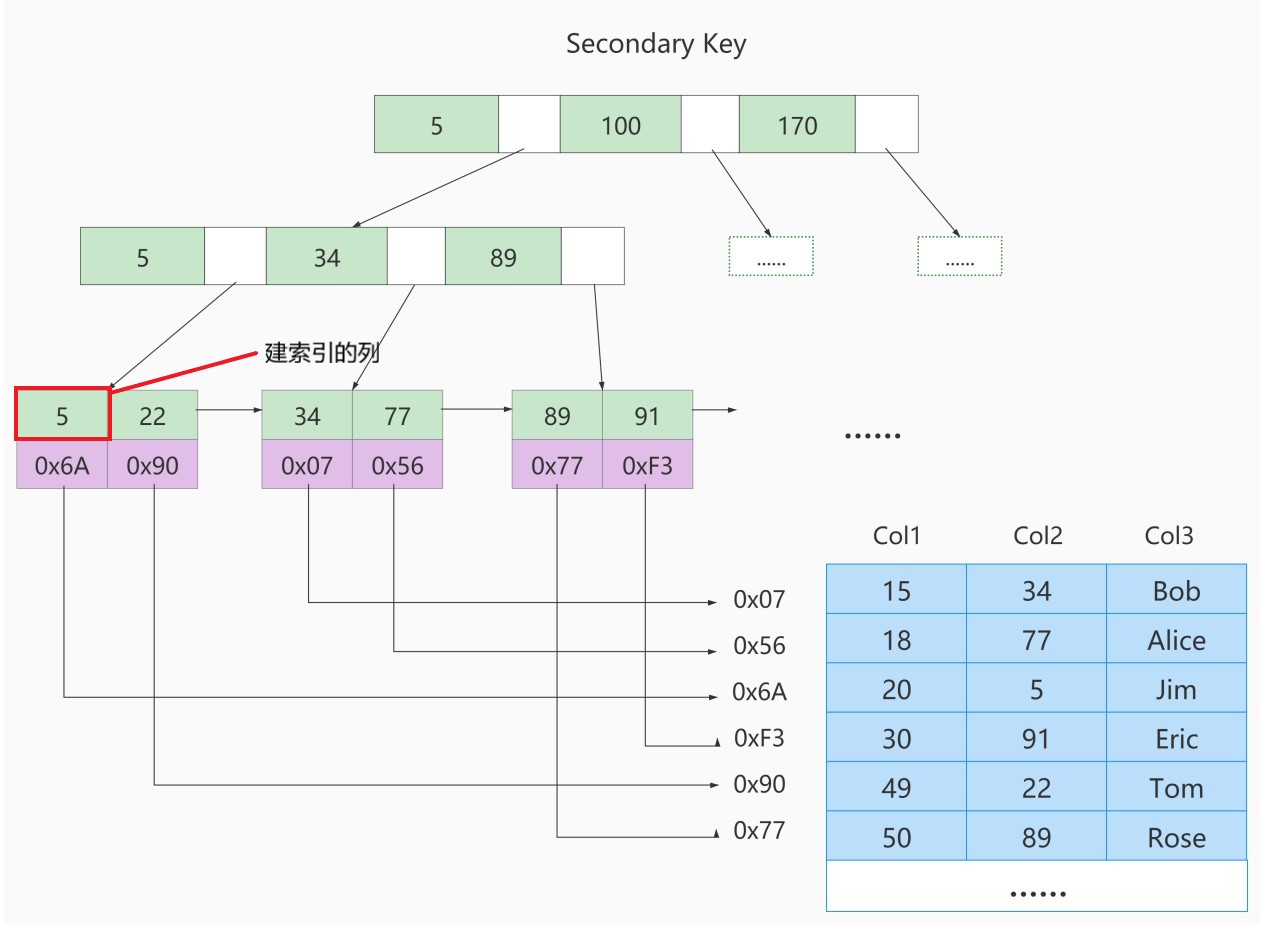 Secondary Key
5 100 170
5 34 89
...... ......
建索引的列
5 22 34 77 89 91
0x6A 0x90 0x07 0x56 0x77 0xF3
......
Col1 Col2 Col3
0x07 15 34 Bob
0x56 18 77 Alice
0x6A 20 5 Jim
0xF3 30 91 Eric
0x90 49 22 Tom
0x77 50 89 Rose
......